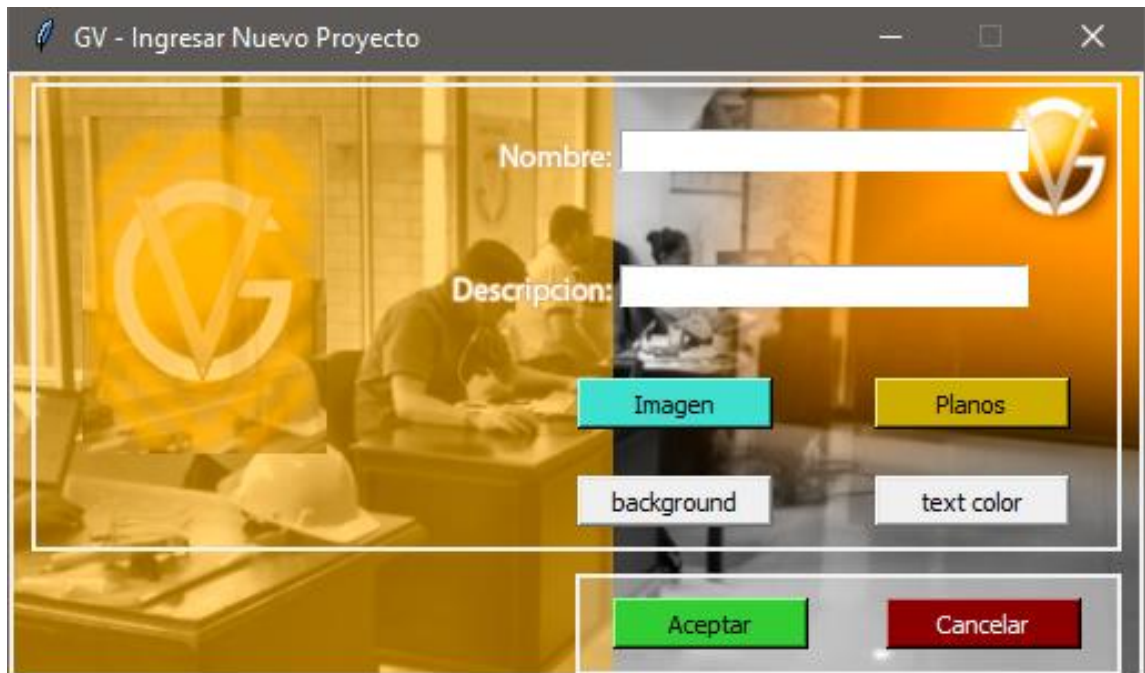 GV - Ingresar Nuevo Proyecto
Nombre:
Descripcion:
Imagen Planos
background text color
Aceptar Cancelar